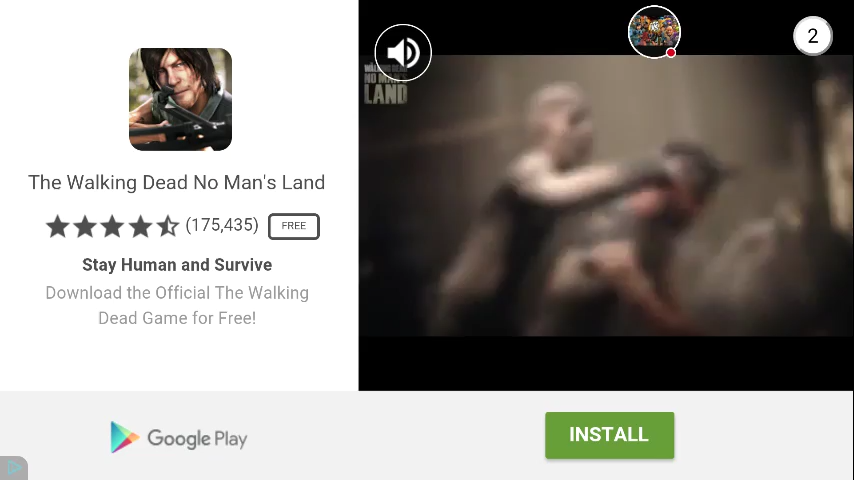 2
THE WALKING DEAD
NO MAN'S
LAND
The Walking Dead No Man's Land
(175,435) FREE
Stay Human and Survive
Download the Official The Walking
Dead Game for Free!
Google Play
INSTALL